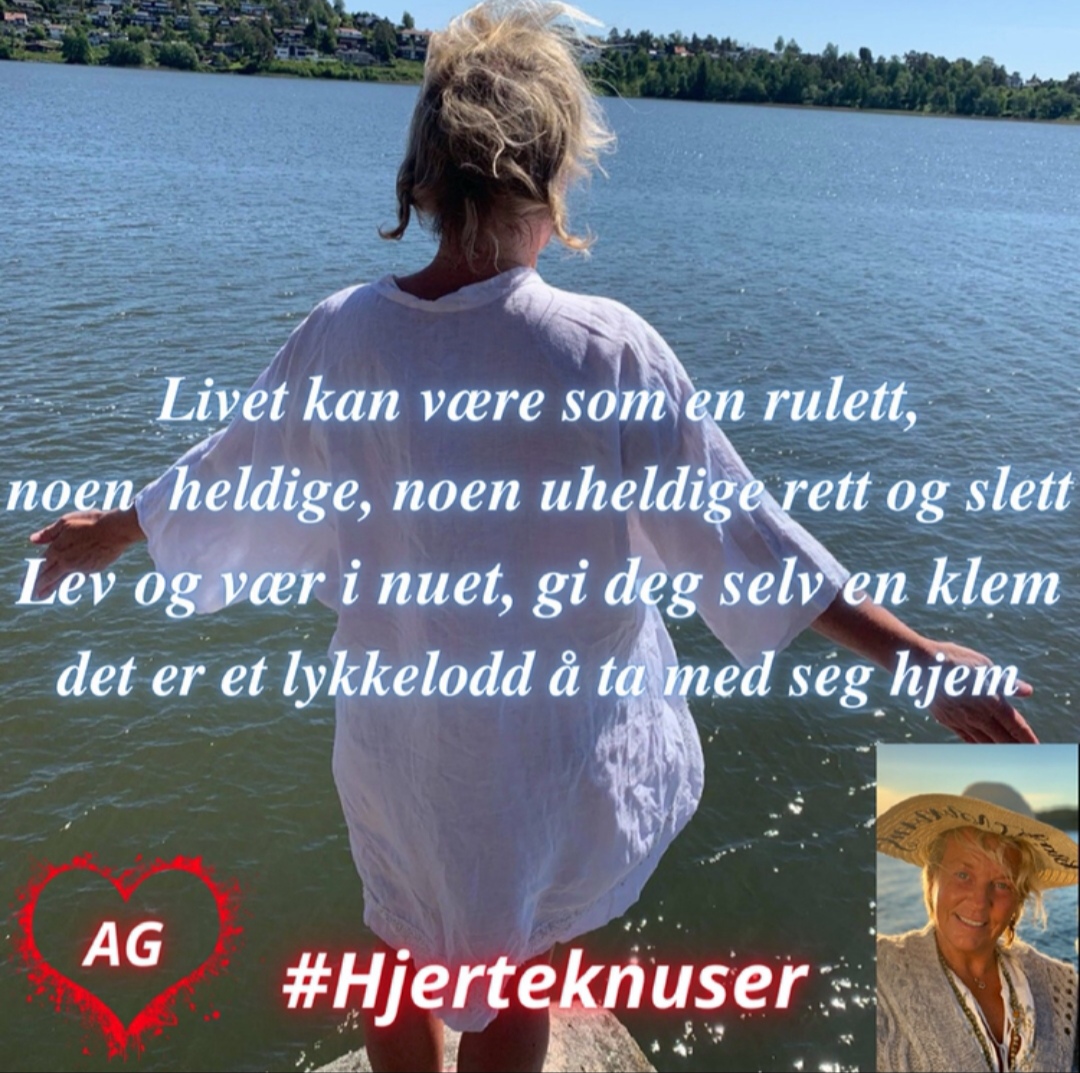 Livet kan være som en rulett,
noen heldige, noen uheldige rett og slett
Lev og vær i nuet, gi deg selv en klem
det er et lykkelodd å ta med seg hjem
AG
#Hjerteknuser